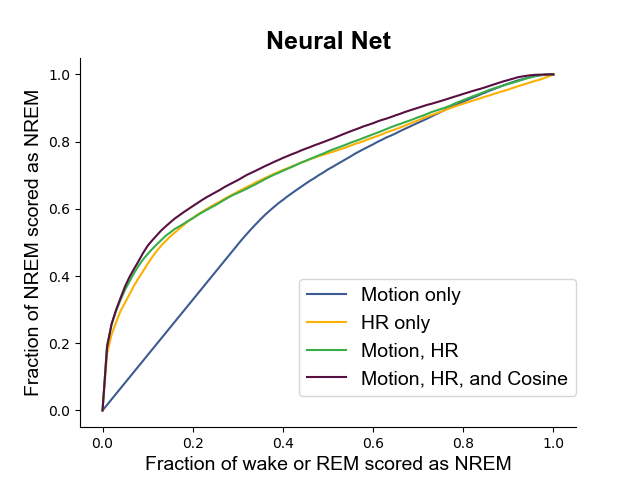 Neural Net
Fraction of NREM scored as NREM
1.0
0.8
0.6
0.4
0.2
0.0
Motion only
HR only
Motion, HR
Motion, HR, and Cosine
0.0 0.2 0.4 0.6 0.8 1.0
Fraction of wake or REM scored as NREM